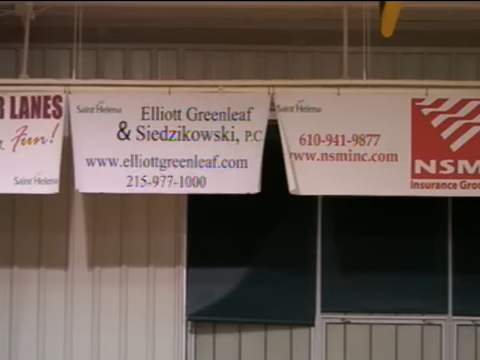 R LANES
Fun!
Saint Helena
Saint Helena
Elliott Greenleaf
& Siedzikowski, P.C
www.elliottgreenleaf.com
215-977-1000
Saint Helena
610-941-9877
www.nsminc.com
NSM
Insurance Grou